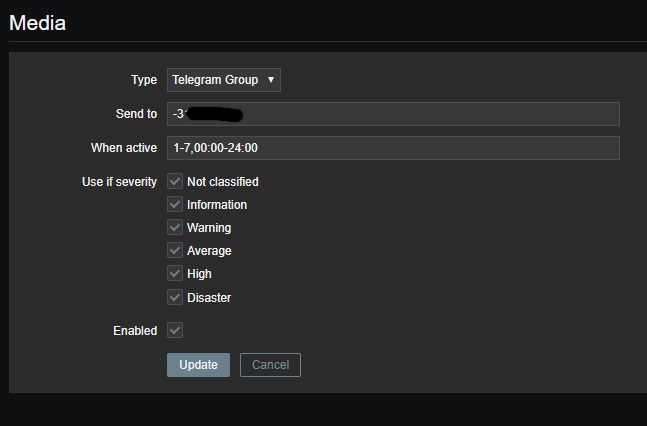 Media
Type Telegram Group
Send to -3
When active 1-7,00:00-24:00
Use if severity Not classified
Information
Warning
Average
High
Disaster
Enabled
Update Cancel